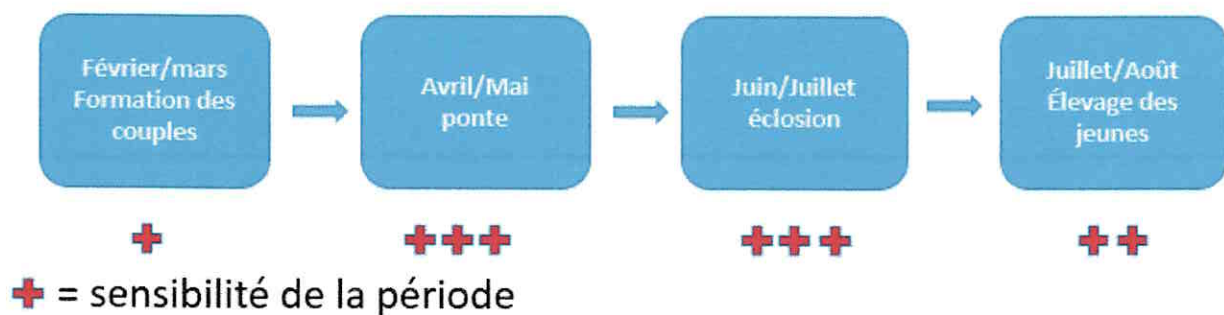 Février/mars
Formation des
couples
Avril/Mai
ponte
Juin/Juillet
éclosion
Juillet/Août
Élevage des
jeunes
= sensibilité de la période